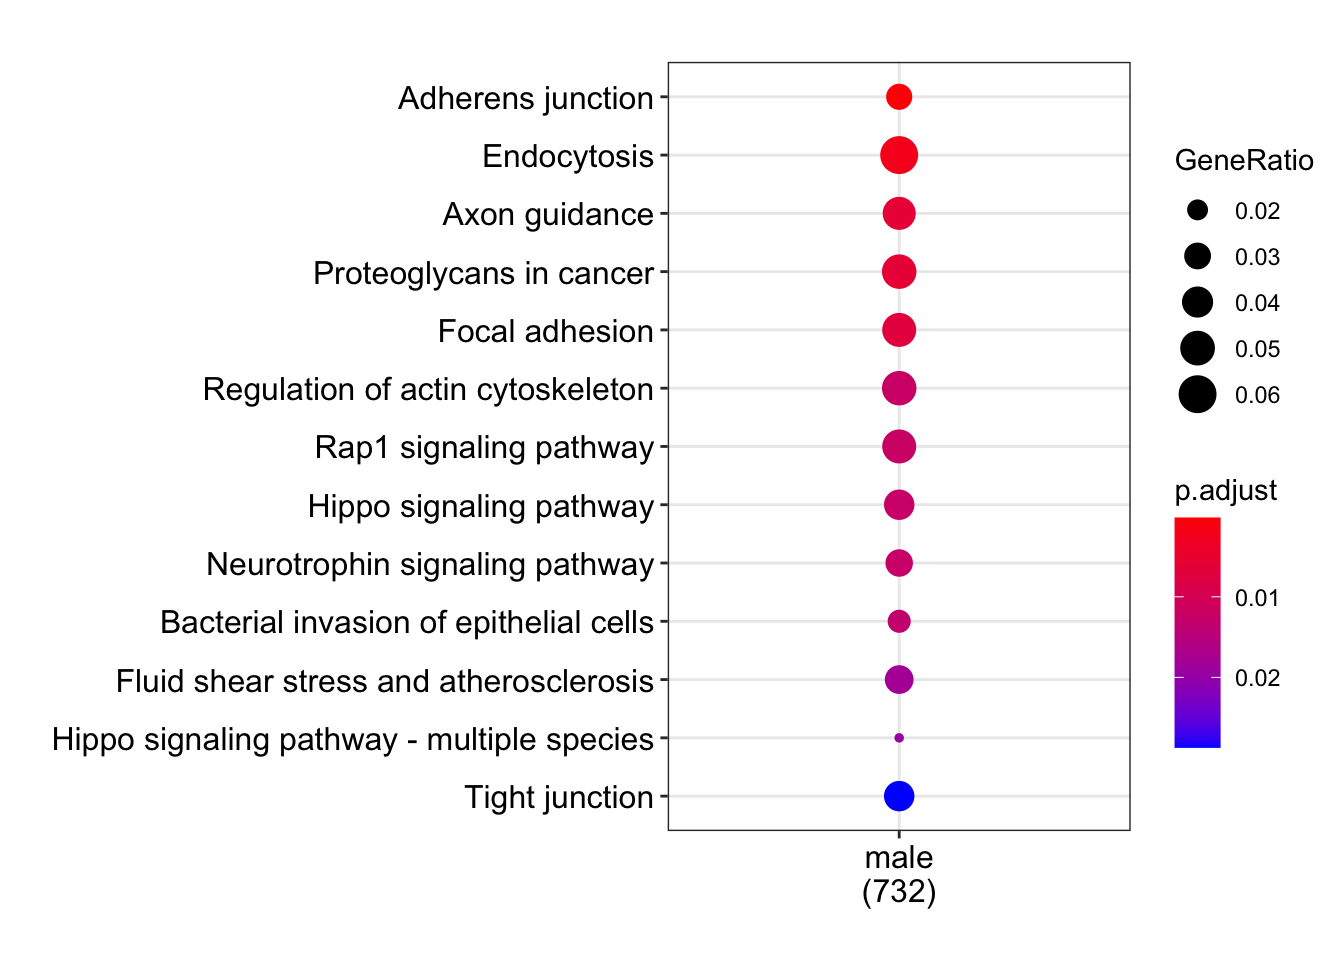 Adherens junction
Endocytosis
Axon guidance
Proteoglycans in cancer
Focal adhesion
Regulation of actin cytoskeleton
Rap1 signaling pathway
Hippo signaling pathway
Neurotrophin signaling pathway
Bacterial invasion of epithelial cells
Fluid shear stress and atherosclerosis
Hippo signaling pathway - multiple species
Tight junction
male
(732)
GeneRatio
0.02
0.03
0.04
0.05
0.06
p.adjust
0.01
0.02